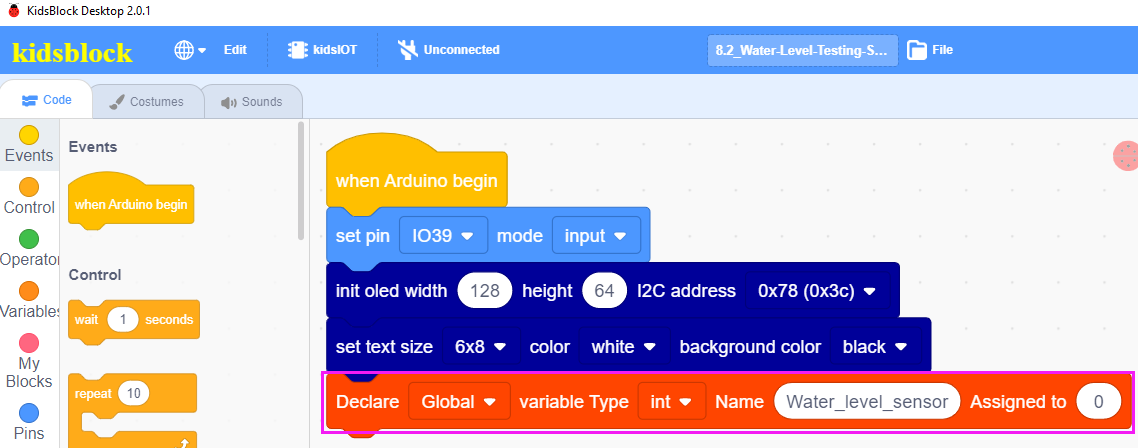 KidsBlock Desktop 2.0.1
kidsblock Edit kidsIOT Unconnected 8.2_Water-Level-Testing-S... File
Code Costumes Sounds
Events
Control
Operator
Variables
My
Blocks
Pins
Events
when Arduino begin
Control
wait 1 seconds
repeat 10
when Arduino begin
set pin IO39 mode input
init oled width 128 height 64 I2C address 0x78 (0x3c)
set text size 6x8 color white background color black
Declare Global variable Type int Name Water_level_sensor Assigned to 0